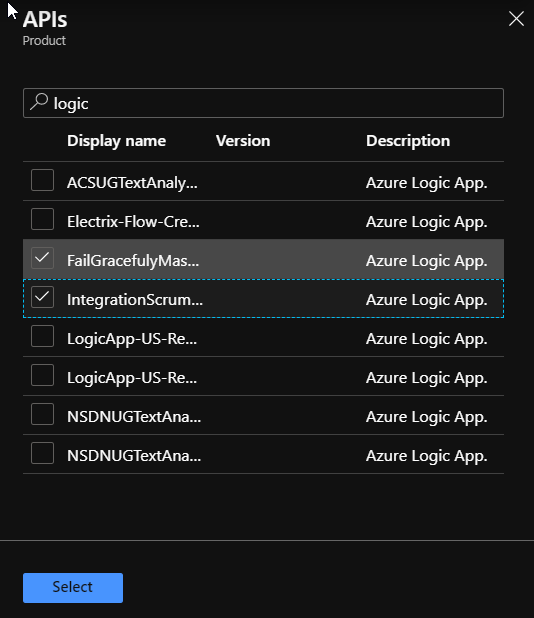 APIs
Product
logic
Display name Version Description
ACSUGTextAnaly... Azure Logic App.
Electrix-Flow-Cre... Azure Logic App.
FailGracefulyMas... Azure Logic App.
IntegrationScrum... Azure Logic App.
LogicApp-US-Re... Azure Logic App.
LogicApp-US-Re... Azure Logic App.
NSDNUGTextAna... Azure Logic App.
NSDNUGTextAna... Azure Logic App.
Select